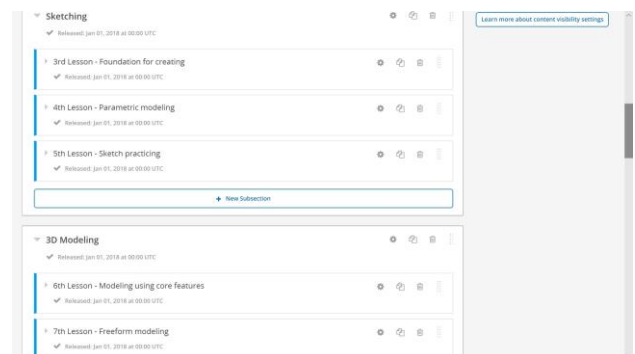 Sketching
Learn more about content visibility settings
Released: Jan 01, 2018 at 00:00 UTC
3rd Lesson - Foundation for creating
Released: Jan 01, 2018 at 00:00 UTC
4th Lesson - Parametric modeling
Released: Jan 01, 2018 at 00:00 UTC
5th Lesson - Sketch practicing
Released: Jan 01, 2018 at 00:00 UTC
+ New Subsection
3D Modeling
Released: Jan 01, 2018 at 00:00 UTC
6th Lesson - Modeling using core features
Released: Jan 01, 2018 at 00:00 UTC
7th Lesson - Freeform modeling
Released: Jan 01, 2018 at 00:00 UTC